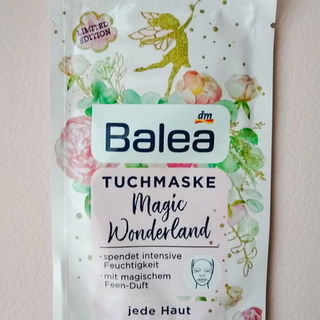 LIMITED
EDITION
dm
Balea
TUCHMASKE
Magic
Wonderland
• spendet intensive
Feuchtigkeit
• mit magischem
Feen-Duft
jede Haut